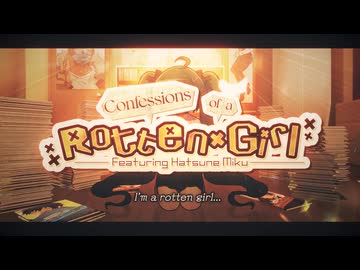 Confessions of a
Rotten Girl
Featuring Hatsune Miku
I'm a rotten girl...